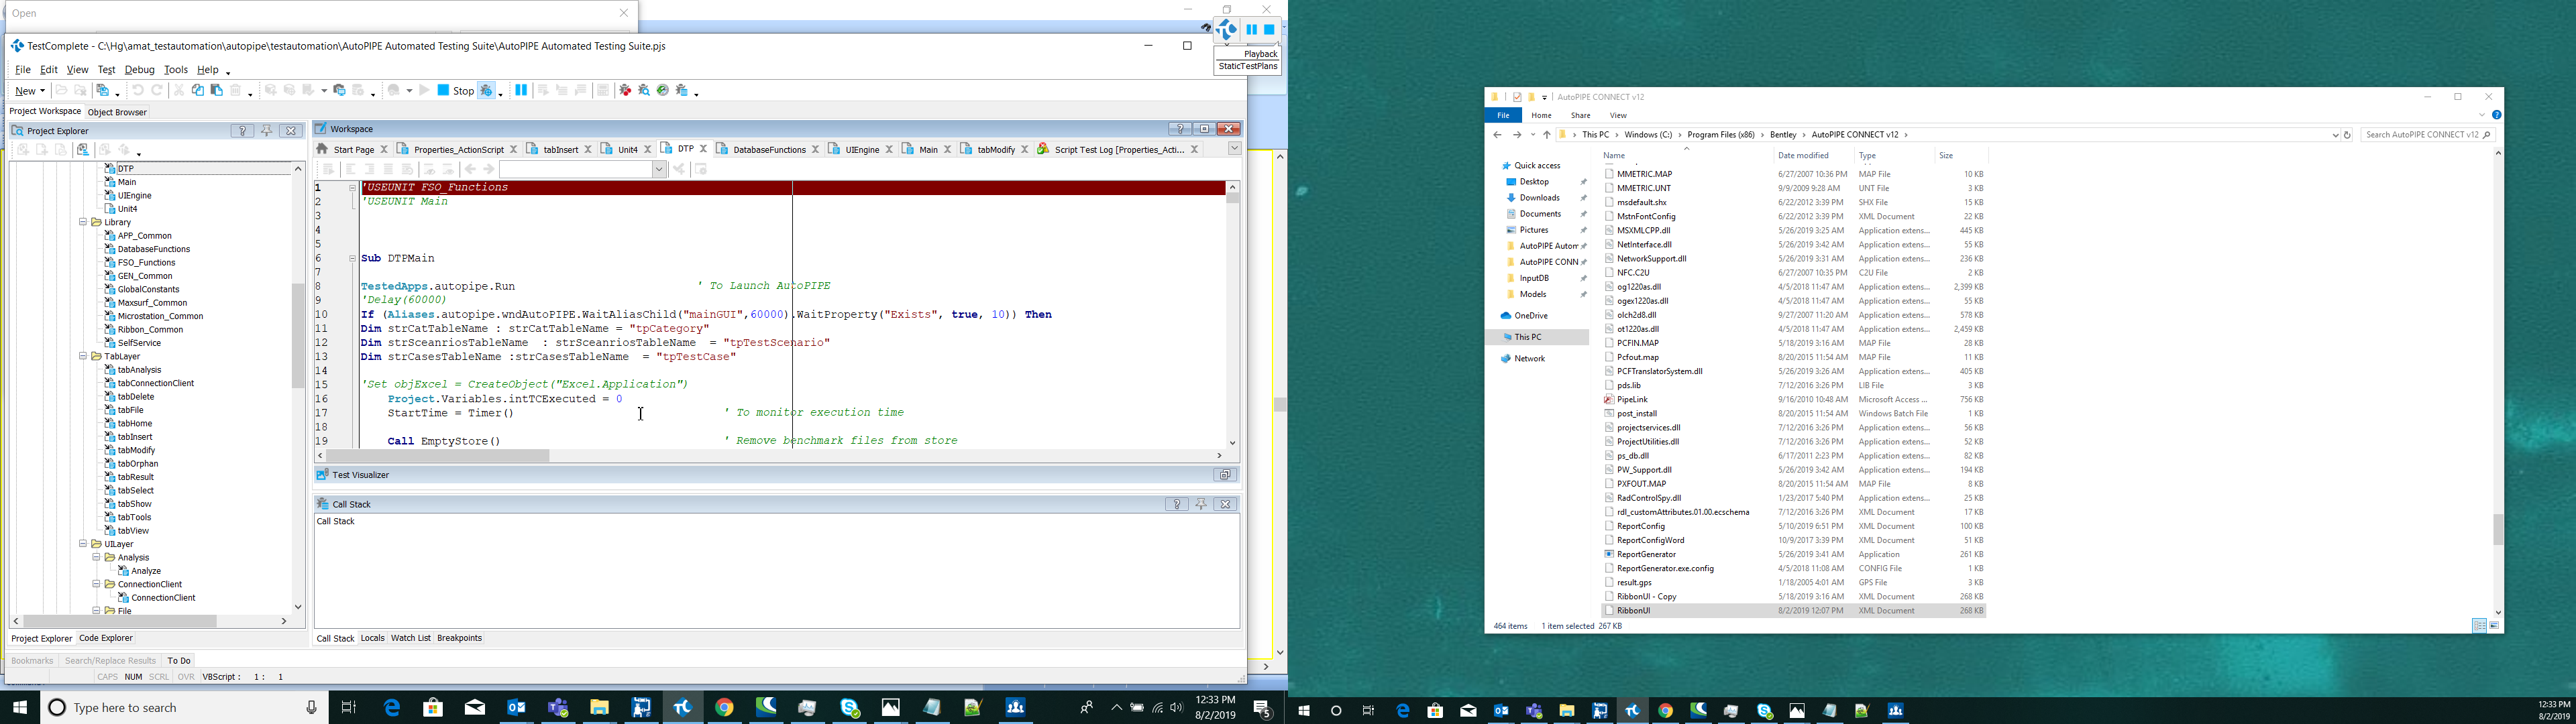 Open
TestComplete - C:\Hg\amat_testautomation\autopipe\testautomation\AutoPIPE Automated Testing Suite\AutoPIPE Automated Testing Suite.pjs
Playback
StaticTestPlans
File Edit View Test Debug Tools Help
New Stop
Project Workspace Object Browser
Project Explorer
DTP
Main
UIEngine
Unit4
Library
APP_Common
DatabaseFunctions
FSO_Functions
GEN_Common
GlobalConstants
Maxsurf_Common
Microstation_Common
Ribbon_Common
SelfService
TabLayer
tabAnalysis
tabConnectionClient
tabDelete
tabFile
tabHome
tabInsert
tabModify
tabOrphan
tabResult
tabSelect
tabShow
tabTools
tabView
UILayer
Analysis
Analyze
ConnectionClient
ConnectionClient
File
Project Explorer Code Explorer
Workspace
Start Page Properties_ActionScript tabInsert Unit4 DTP DatabaseFunctions UIEngine Main tabModify Script Test Log [Properties_Acti...
1 'USEUNIT FSO_Functions
2 'USEUNIT Main
3
4
5
6 Sub DTPMain
7
8 TestedApps.autopipe.Run ' To Launch AutoPIPE
9 'Delay(60000)
10 If (Aliases.autopipe.wndAutoPIPE.WaitAliasChild("mainGUI",60000).WaitProperty("Exists", true, 10)) Then
11 Dim strCatTableName : strCatTableName = "tpCategory"
12 Dim strSceanriosTableName : strSceanriosTableName = "tpTestScenario"
13 Dim strCasesTableName :strCasesTableName = "tpTestCase"
14
15 'Set objExcel = CreateObject("Excel.Application")
16 Project.Variables.intTCExecuted = 0
17 StartTime = Timer() ' To monitor execution time
18
19 Call EmptyStore() ' Remove benchmark files from store
Test Visualizer
Call Stack
Call Stack
Call Stack Locals Watch List Breakpoints
Bookmarks Search/Replace Results To Do
CAPS NUM SCRL OVR VBScript : 1 : 1
Type here to search
12:33 PM
8/2/2019
5
AutoPIPE CONNECT v12
File Home Share View
This PC Windows (C:) Program Files (x86) Bentley AutoPIPE CONNECT v12
Search AutoPIPE CONNECT v12
Quick access
Desktop
Downloads
Documents
Pictures
AutoPIPE Autom
AutoPIPE CONN
InputDB
Models
OneDrive
This PC
Network
Name Date modified Type Size
MMETRIC.MAP 6/27/2007 10:36 PM MAP File 10 KB
MMETRIC.UNT 9/9/2009 9:28 AM UNT File 3 KB
msdefault.shx 6/22/2012 3:39 PM SHX File 15 KB
MstnFontConfig 6/22/2012 3:39 PM XML Document 22 KB
MSXMLCPP.dll 5/26/2019 3:25 AM Application extens... 445 KB
NetInterface.dll 5/26/2019 3:42 AM Application extens... 55 KB
NetworkSupport.dll 5/26/2019 3:31 AM Application extens... 236 KB
NFC.C2U 6/27/2007 10:35 PM C2U File 2 KB
og1220as.dll 4/5/2018 11:47 AM Application extens... 2,399 KB
ogex1220as.dll 4/5/2018 11:47 AM Application extens... 55 KB
olch2d8.dll 9/27/2007 11:20 AM Application extens... 578 KB
ot1220as.dll 4/5/2018 11:47 AM Application extens... 2,459 KB
PCFIN.MAP 5/18/2019 3:16 AM MAP File 28 KB
Pcfout.map 8/20/2015 11:54 AM MAP File 11 KB
PCFTranslatorSystem.dll 5/26/2019 3:26 AM Application extens... 405 KB
pds.lib 7/12/2016 3:26 PM LIB File 3 KB
PipeLink 9/16/2010 10:48 AM Microsoft Access ... 756 KB
post_install 8/20/2015 11:54 AM Windows Batch File 1 KB
projectservices.dll 7/12/2016 3:26 PM Application extens... 56 KB
ProjectUtilities.dll 7/12/2016 3:26 PM Application extens... 52 KB
ps_db.dll 6/17/2011 2:23 PM Application extens... 82 KB
PW_Support.dll 5/26/2019 3:42 AM Application extens... 194 KB
PXFOUT.MAP 8/20/2015 11:54 AM MAP File 8 KB
RadControlSpy.dll 1/23/2017 5:40 PM Application extens... 25 KB
rdl_customAttributes.01.00.ecschema 7/12/2016 3:26 PM XML Document 17 KB
ReportConfig 5/10/2019 6:51 PM XML Document 100 KB
ReportConfigWord 10/9/2017 3:39 PM XML Document 51 KB
ReportGenerator 5/26/2019 3:41 AM Application 261 KB
ReportGenerator.exe.config 4/5/2018 11:08 AM CONFIG File 1 KB
result.gps 1/18/2005 4:01 AM GPS File 3 KB
RibbonUI - Copy 5/18/2019 3:16 AM XML Document 268 KB
RibbonUI 8/2/2019 12:07 PM XML Document 268 KB
464 items 1 item selected 267 KB
12:33 PM
8/2/2019